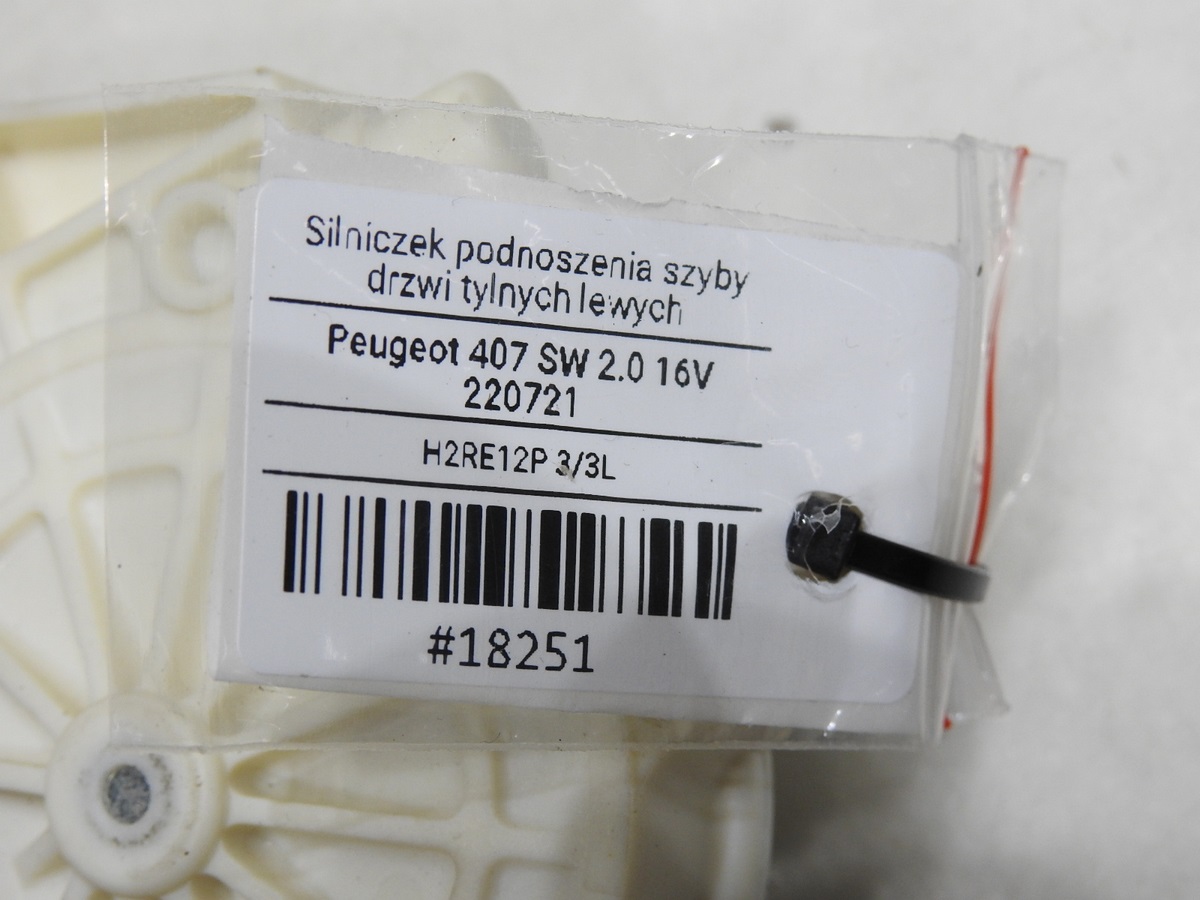 Silniczek podnoszenia szyby
drzwi tylnych lewych
Peugeot 407 SW 2.0 16V
220721
H2RE12P 3/3L
#18251